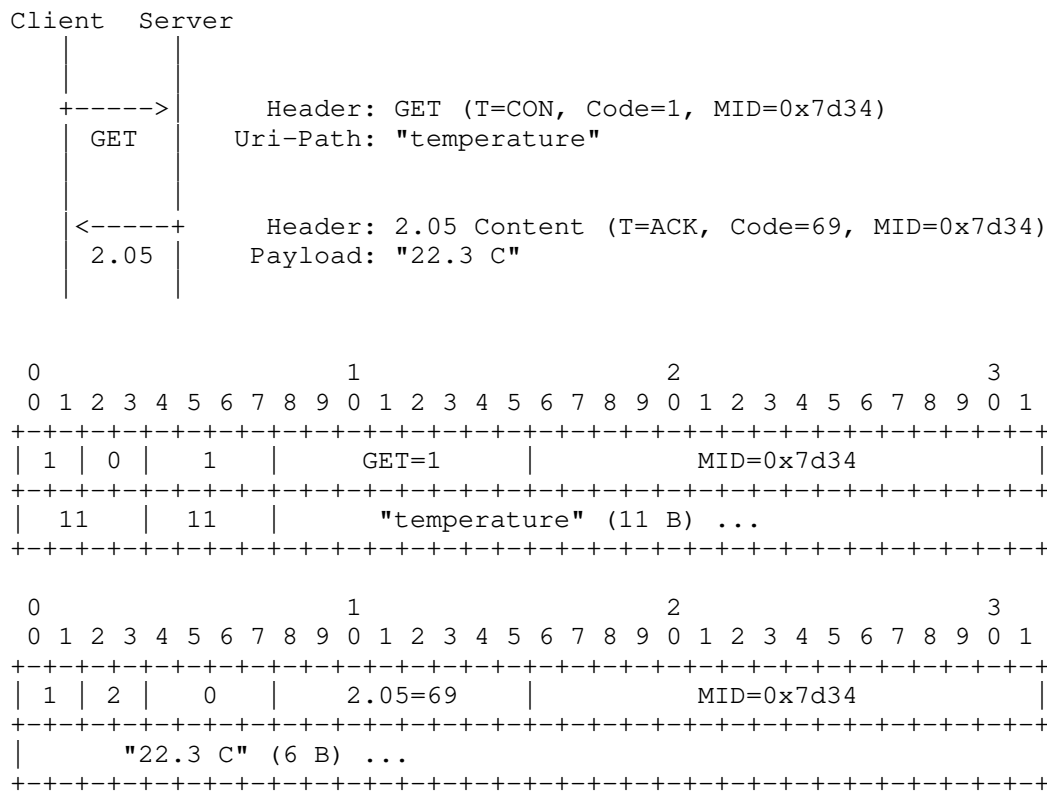 Client  Server
   |      |
   |      |
   +----->|     Header: GET (T=CON, Code=1, MID=0x7d34)
   | GET  |   Uri-Path: "temperature"
   |      |
   |      |
   |<-----+     Header: 2.05 Content (T=ACK, Code=69, MID=0x7d34)
   | 2.05 |    Payload: "22.3 C"
   |      |
 0                   1                   2                   3
 0 1 2 3 4 5 6 7 8 9 0 1 2 3 4 5 6 7 8 9 0 1 2 3 4 5 6 7 8 9 0 1
+-+-+-+-+-+-+-+-+-+-+-+-+-+-+-+-+-+-+-+-+-+-+-+-+-+-+-+-+-+-+-+-+
| 1 | 0 |   1   |     GET=1     |          MID=0x7d34           |
+-+-+-+-+-+-+-+-+-+-+-+-+-+-+-+-+-+-+-+-+-+-+-+-+-+-+-+-+-+-+-+-+
|  11   |  11   |      "temperature" (11 B) ...
+-+-+-+-+-+-+-+-+-+-+-+-+-+-+-+-+-+-+-+-+-+-+-+-+-+-+-+-+-+-+-+-+
 0                   1                   2                   3
 0 1 2 3 4 5 6 7 8 9 0 1 2 3 4 5 6 7 8 9 0 1 2 3 4 5 6 7 8 9 0 1
+-+-+-+-+-+-+-+-+-+-+-+-+-+-+-+-+-+-+-+-+-+-+-+-+-+-+-+-+-+-+-+-+
| 1 | 2 |   0   |    2.05=69    |          MID=0x7d34           |
+-+-+-+-+-+-+-+-+-+-+-+-+-+-+-+-+-+-+-+-+-+-+-+-+-+-+-+-+-+-+-+-+
|      "22.3 C" (6 B) ...
+-+-+-+-+-+-+-+-+-+-+-+-+-+-+-+-+-+-+-+-+-+-+-+-+-+-+-+-+-+-+-+-+